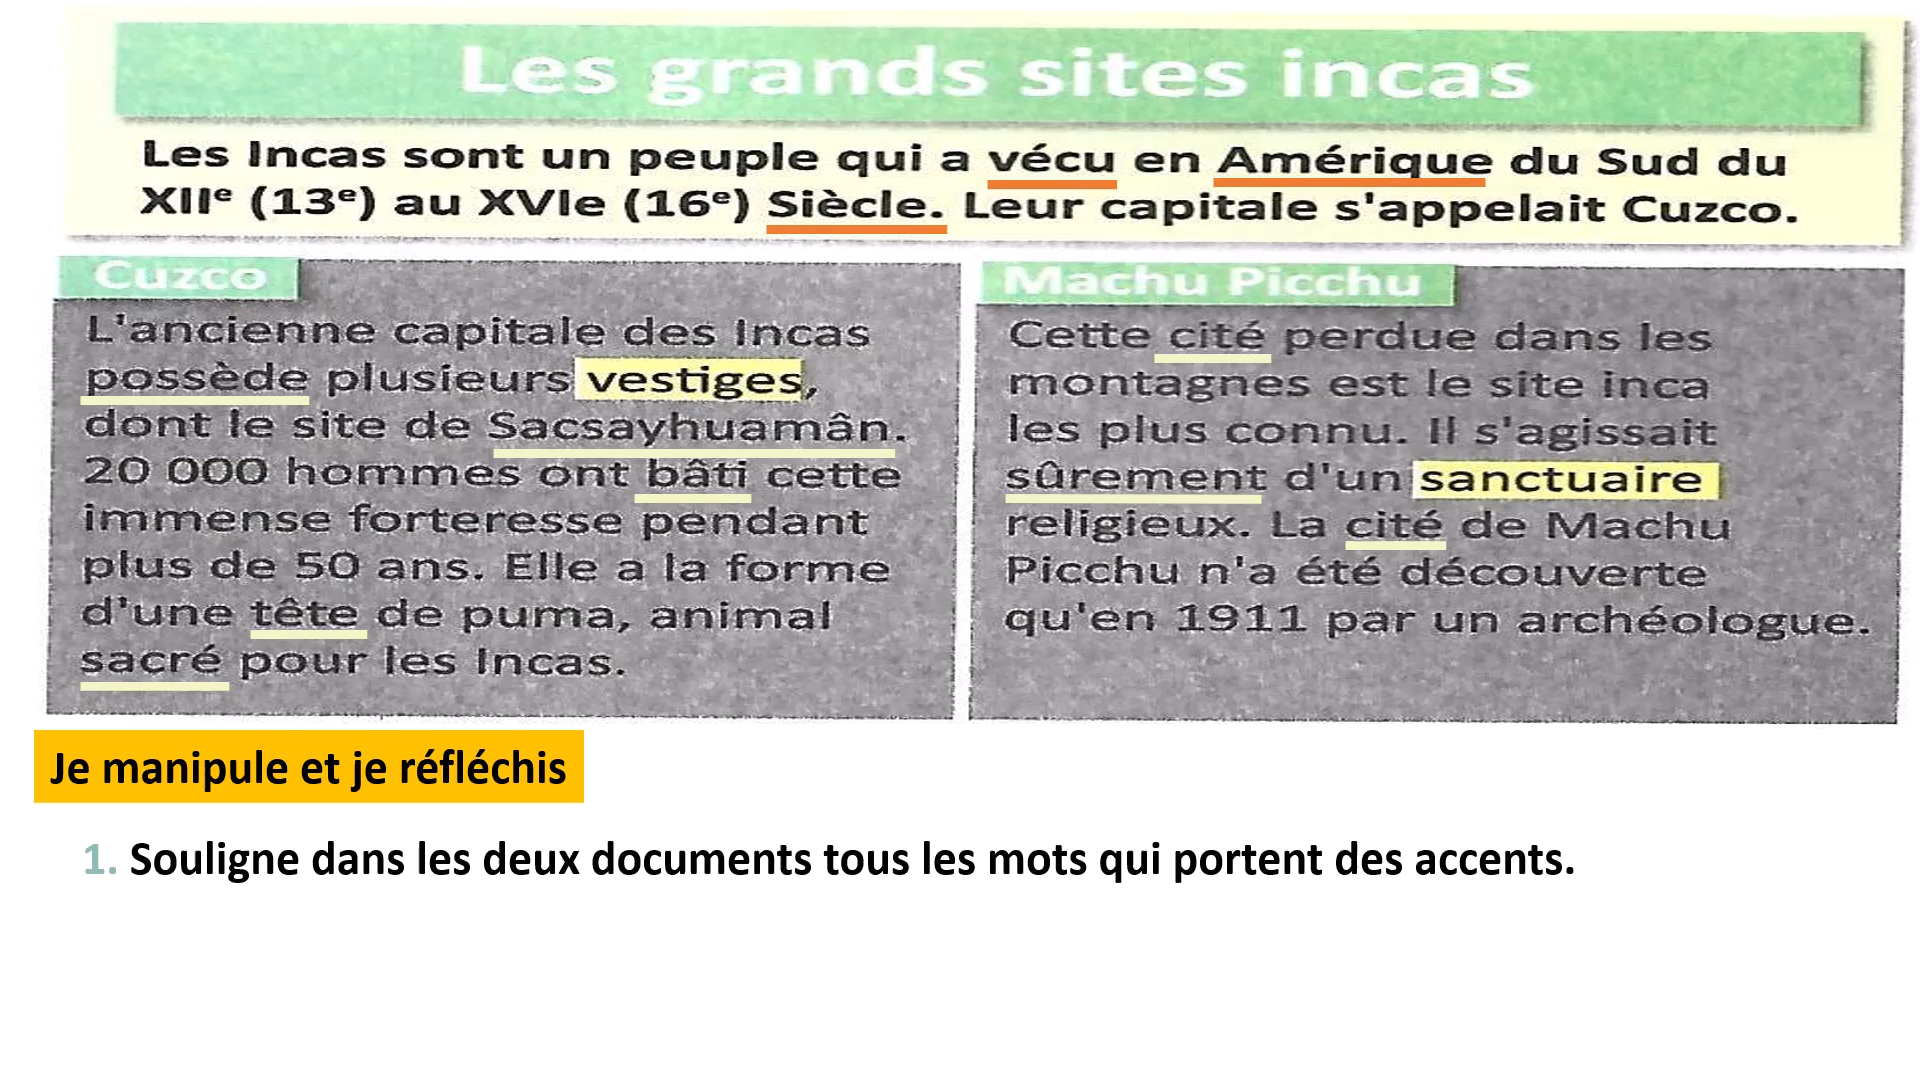 Les grands sites incas
Les Incas sont un peuple qui a vécu en Amérique du Sud du
XIIᵉ (13ᵉ) au XVIe (16ᵉ) Siècle. Leur capitale s'appelait Cuzco.
Cuzco
L'ancienne capitale des Incas
possède plusieurs vestiges,
dont le site de Sacsayhuamân.
20 000 hommes ont bâti cette
immense forteresse pendant
plus de 50 ans. Elle a la forme
d'une tête de puma, animal
sacré pour les Incas.
Machu Picchu
Cette cité perdue dans les
montagnes est le site inca
les plus connu. Il s'agissait
sûrement d'un sanctuaire
religieux. La cité de Machu
Picchu n'a été découverte
qu'en 1911 par un archéologue.
Je manipule et je réfléchis
1. Souligne dans les deux documents tous les mots qui portent des accents.